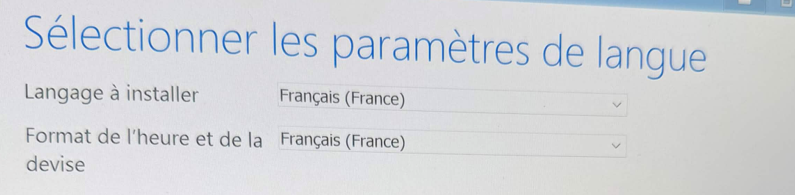 Sélectionner les paramètres de langue
Langage à installer
Français (France)
Format de l'heure et de la
devise
Français (France)